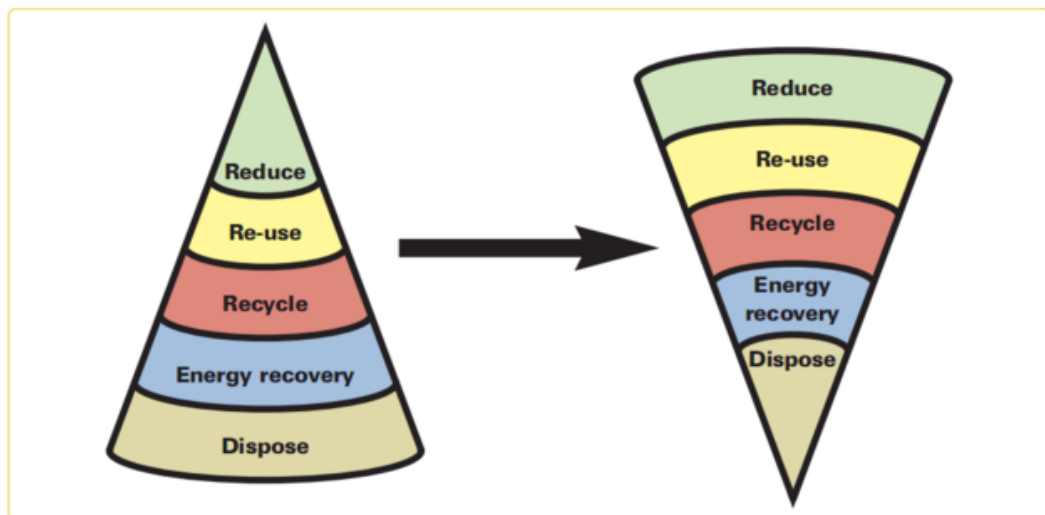 Reduce
Re-use
Recycle
Energy recovery
Dispose
Reduce
Re-use
Recycle
Energy
recovery
Dispose